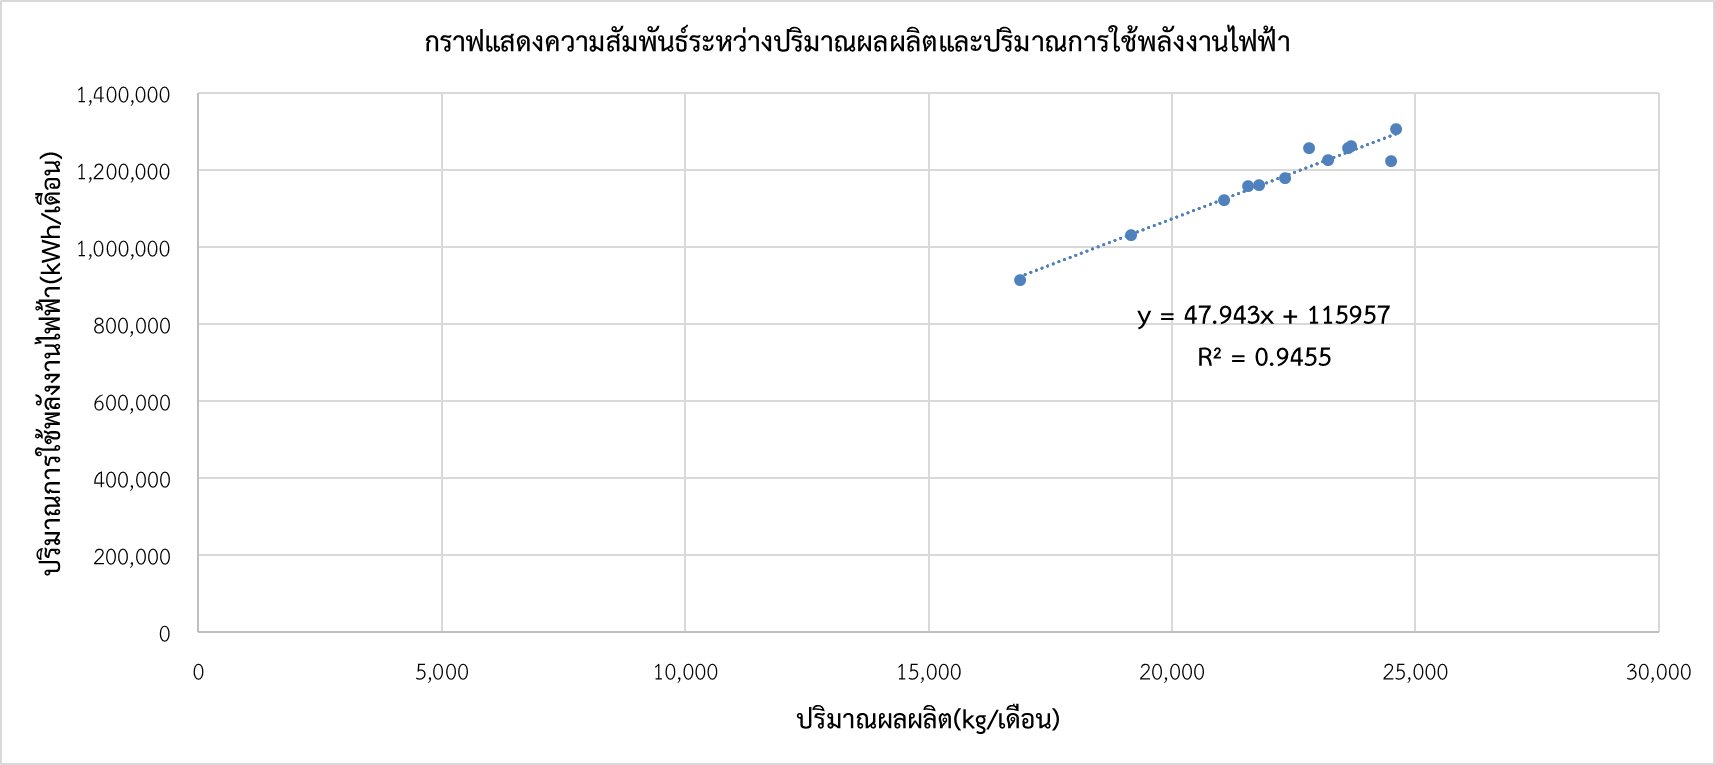 กราฟแสดงความสัมพันธ์ระหว่างปริมาณผลผลิตและปริมาณการใช้พลังงานไฟฟ้า
ปริมาณการใช้พลังงานไฟฟ้า(kWh/เดือน)
1,400,000
1,200,000
1,000,000
800,000
600,000
400,000
200,000
0
y = 47.943x + 115957
R² = 0.9455
0 5,000 10,000 15,000 20,000 25,000 30,000
ปริมาณผลผลิต(kg/เดือน)